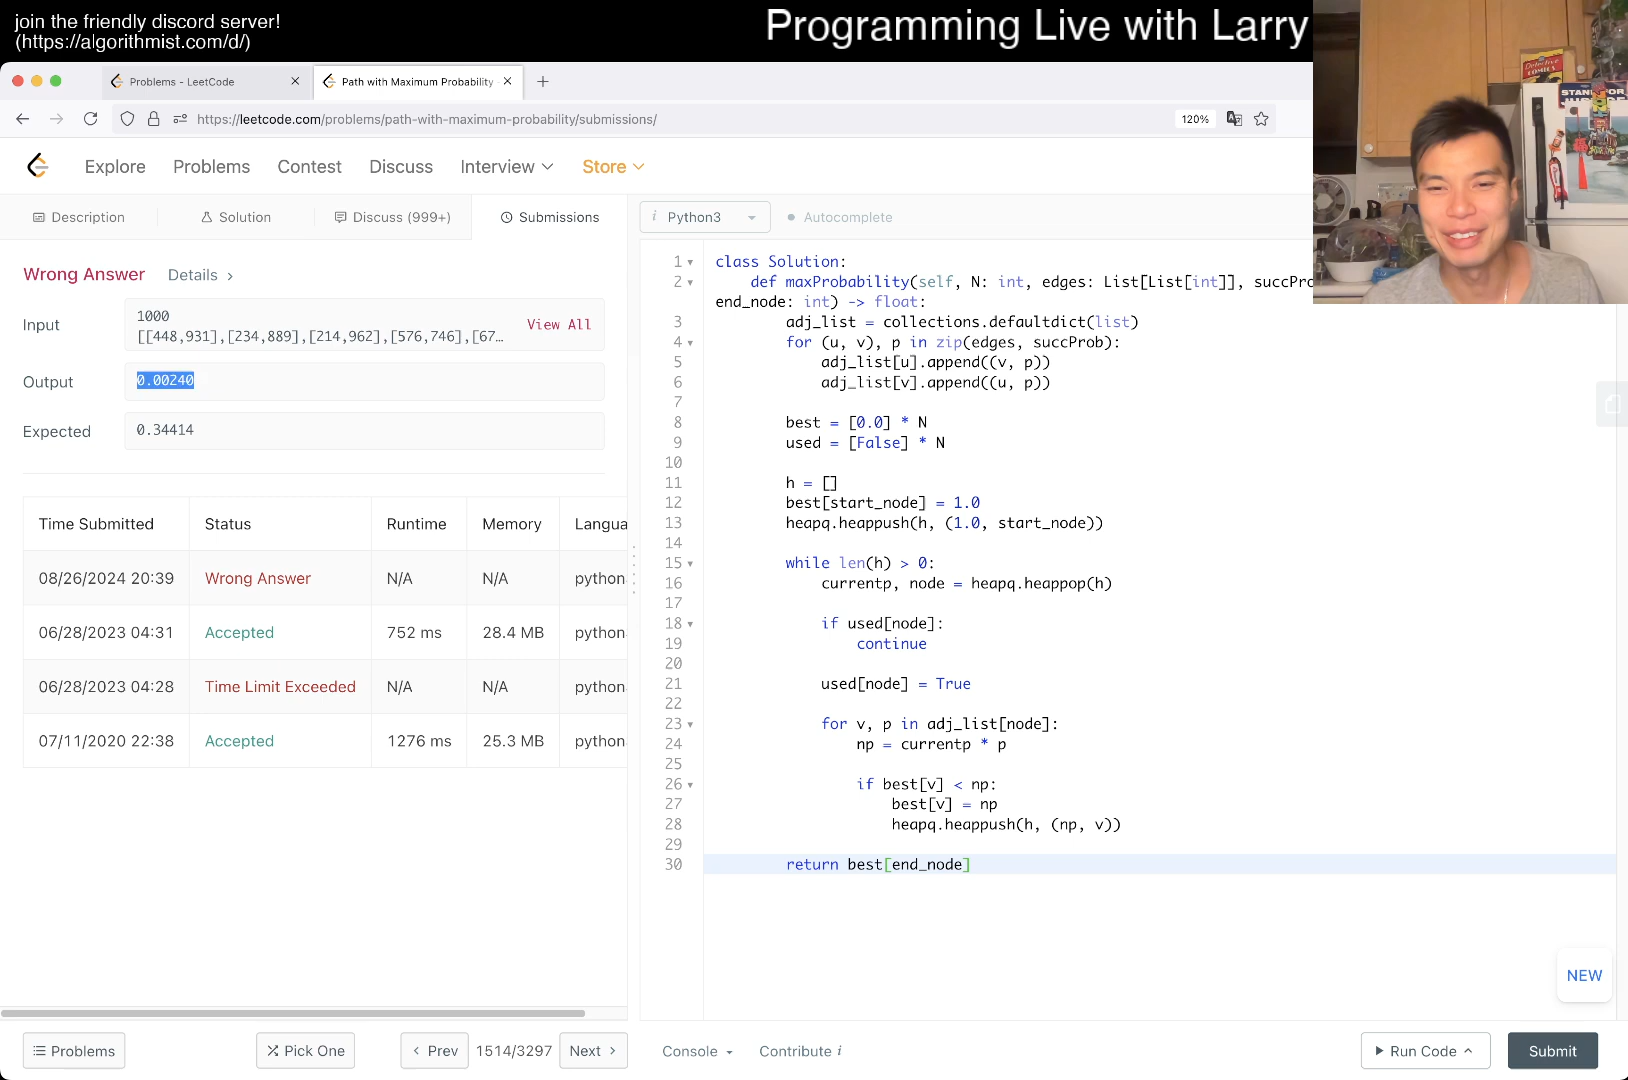 join the friendly discord server!
(https://algorithmist.com/d/)
Programming Live with Larry
Problems - LeetCode
Path with Maximum Probability -
https://leetcode.com/problems/path-with-maximum-probability/submissions/
120%
Explore
Problems
Contest
Discuss
Interview
Store
Description
Solution
Discuss (999+)
Submissions
i Python3
Autocomplete
Wrong Answer
Details ›
Input
1000
[[448,931],[234,889],[214,962],[576,746],[67...
View All
Output
0.00240
Expected
0.34414
Time Submitted Status Runtime Memory Langua
08/26/2024 20:39 Wrong Answer N/A N/A python
06/28/2023 04:31 Accepted 752 ms 28.4 MB python
06/28/2023 04:28 Time Limit Exceeded N/A N/A python
07/11/2020 22:38 Accepted 1276 ms 25.3 MB python
1 class Solution:
2 def maxProbability(self, N: int, edges: List[List[int]], succPro
end_node: int) -> float:
3 adj_list = collections.defaultdict(list)
4 for (u, v), p in zip(edges, succProb):
5 adj_list[u].append((v, p))
6 adj_list[v].append((u, p))
7
8 best = [0.0] * N
9 used = [False] * N
10
11 h = []
12 best[start_node] = 1.0
13 heapq.heappush(h, (1.0, start_node))
14
15 while len(h) > 0:
16 currentp, node = heapq.heappop(h)
17
18 if used[node]:
19 continue
20
21 used[node] = True
22
23 for v, p in adj_list[node]:
24 np = currentp * p
25
26 if best[v] < np:
27 best[v] = np
28 heapq.heappush(h, (np, v))
29
30 return best[end_node]
NEW
Problems
Pick One
‹ Prev
1514/3297
Next ›
Console
Contribute i
Run Code
Submit
Detective
COMICS